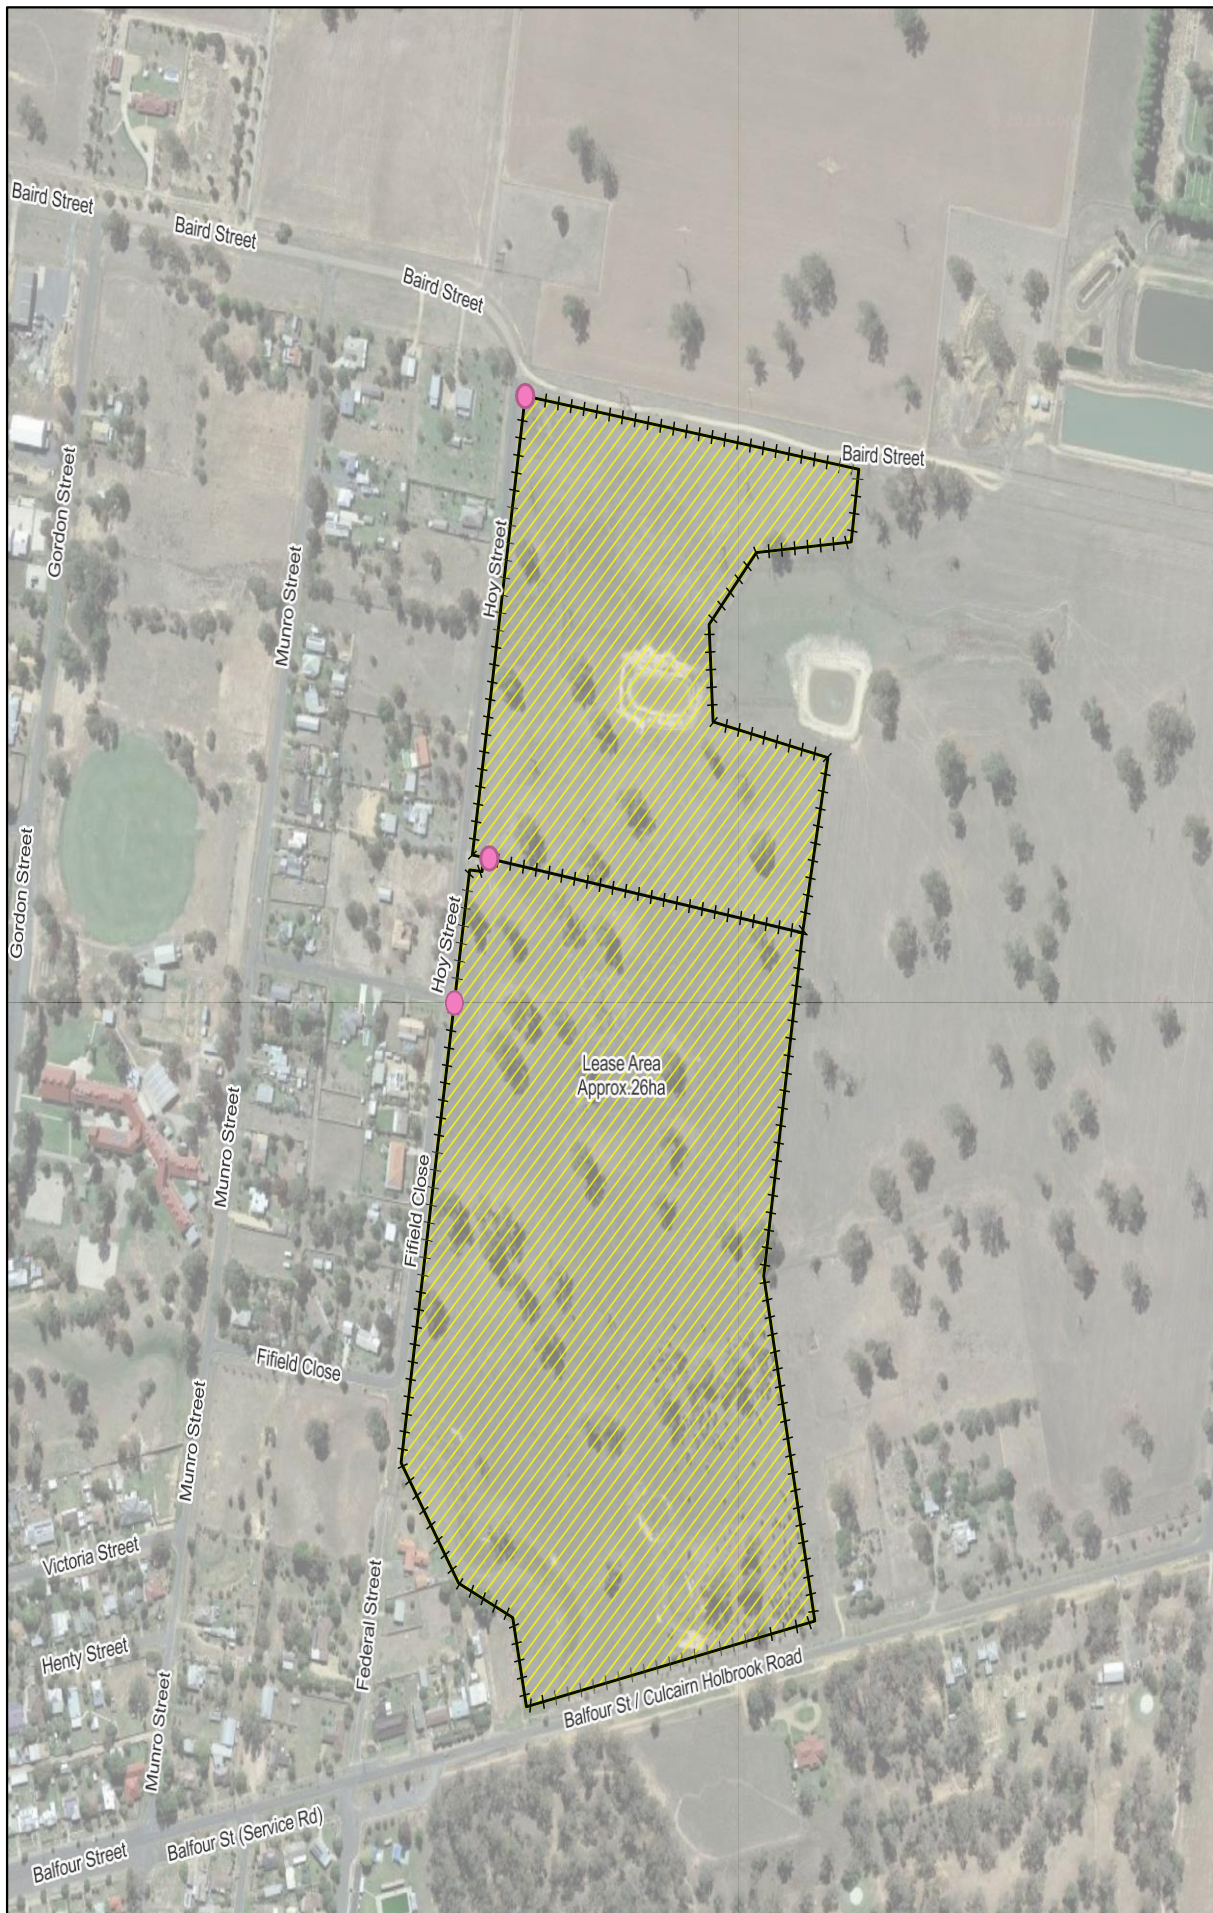 Baird Street
Baird Street
Baird Street
Baird Street
Gordon Street
Hoy Street
Munro Street
Gordon Street
Hoy Street
Lease Area
Approx.26ha
Munro Street
Fifield Close
Fifield Close
Munro Street
Victoria Street
Federal Street
Henty Street
Munro Street
Balfour St / Culcairn Holbrook Road
Balfour St (Service Rd)
Balfour Street